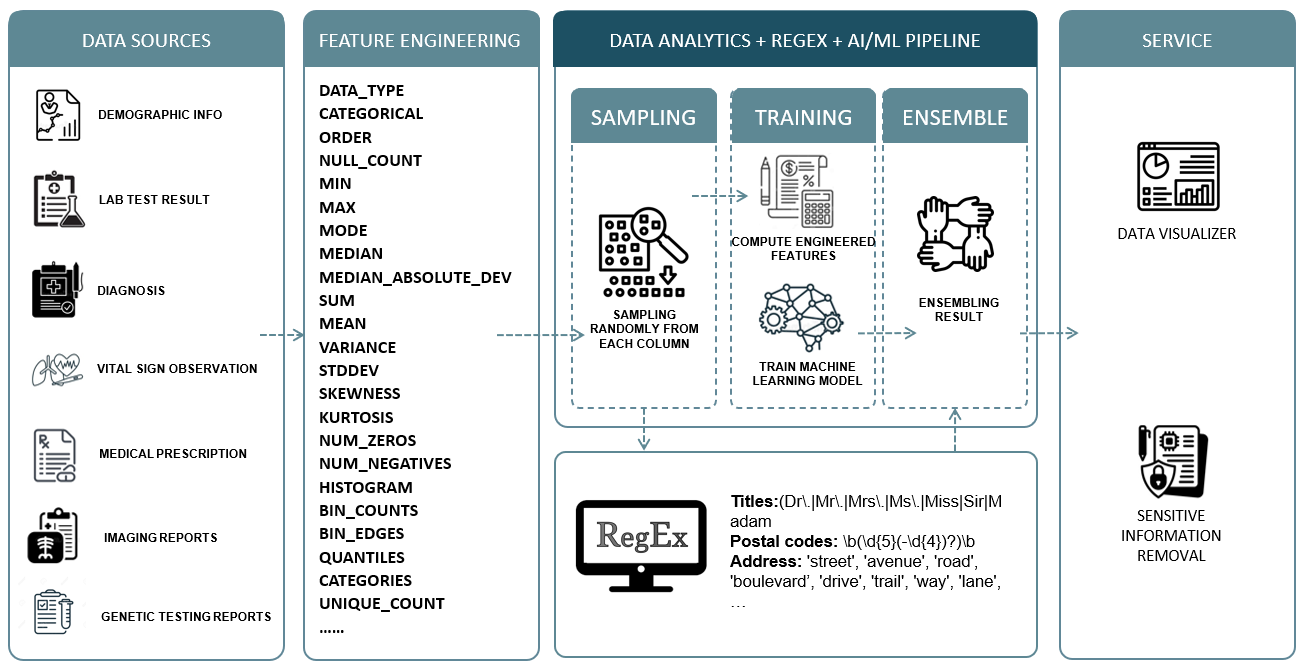 DATA SOURCES
DEMOGRAPHIC INFO
LAB TEST RESULT
DIAGNOSIS
VITAL SIGN OBSERVATION
MEDICAL PRESCRIPTION
IMAGING REPORTS
GENETIC TESTING REPORTS
FEATURE ENGINEERING
DATA_TYPE
CATEGORICAL
ORDER
NULL_COUNT
MIN
MAX
MODE
MEDIAN
MEDIAN_ABSOLUTE_DEV
SUM
MEAN
VARIANCE
STDDEV
SKEWNESS
KURTOSIS
NUM_ZEROS
NUM_NEGATIVES
HISTOGRAM
BIN_COUNTS
BIN_EDGES
QUANTILES
CATEGORIES
UNIQUE_COUNT
......
DATA ANALYTICS + REGEX + AI/ML PIPELINE
SAMPLING
SAMPLING
RANDOMLY FROM
EACH COLUMN
TRAINING
$
%
COMPUTE ENGINEERED
FEATURES
TRAIN MACHINE
LEARNING MODEL
ENSEMBLE
ENSEMBLING
RESULT
RegEx
Titles:(Dr\.|Mr\.|Mrs\.|Ms\.|Miss|Sir|M
adam
Postal codes: \b(\d{5}(-\d{4})?)\b
Address: 'street', 'avenue', 'road',
'boulevard’, 'drive', 'trail', 'way', 'lane',
…
SERVICE
DATA VISUALIZER
SENSITIVE
INFORMATION
REMOVAL